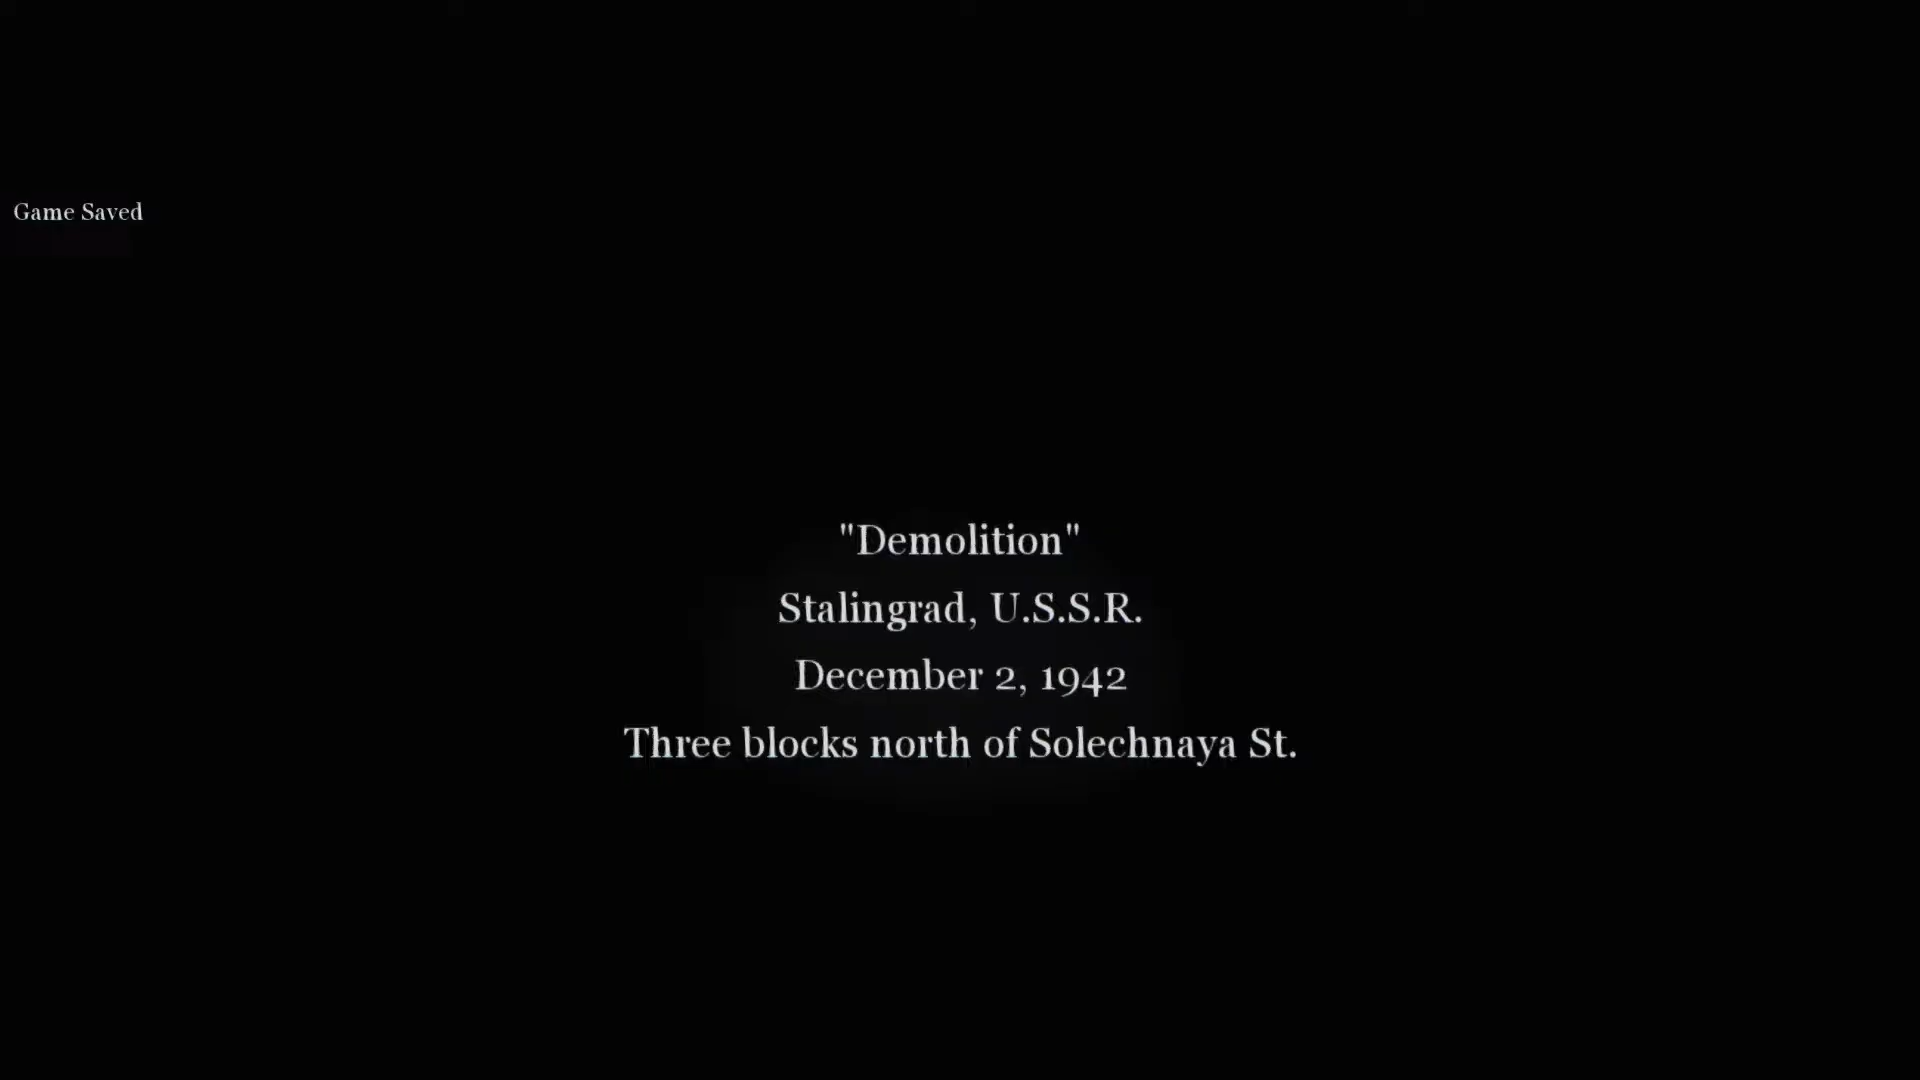 Game Saved
"Demolition"
Stalingrad, U.S.S.R.
December 2, 1942
Three blocks north of Solechnaya St.